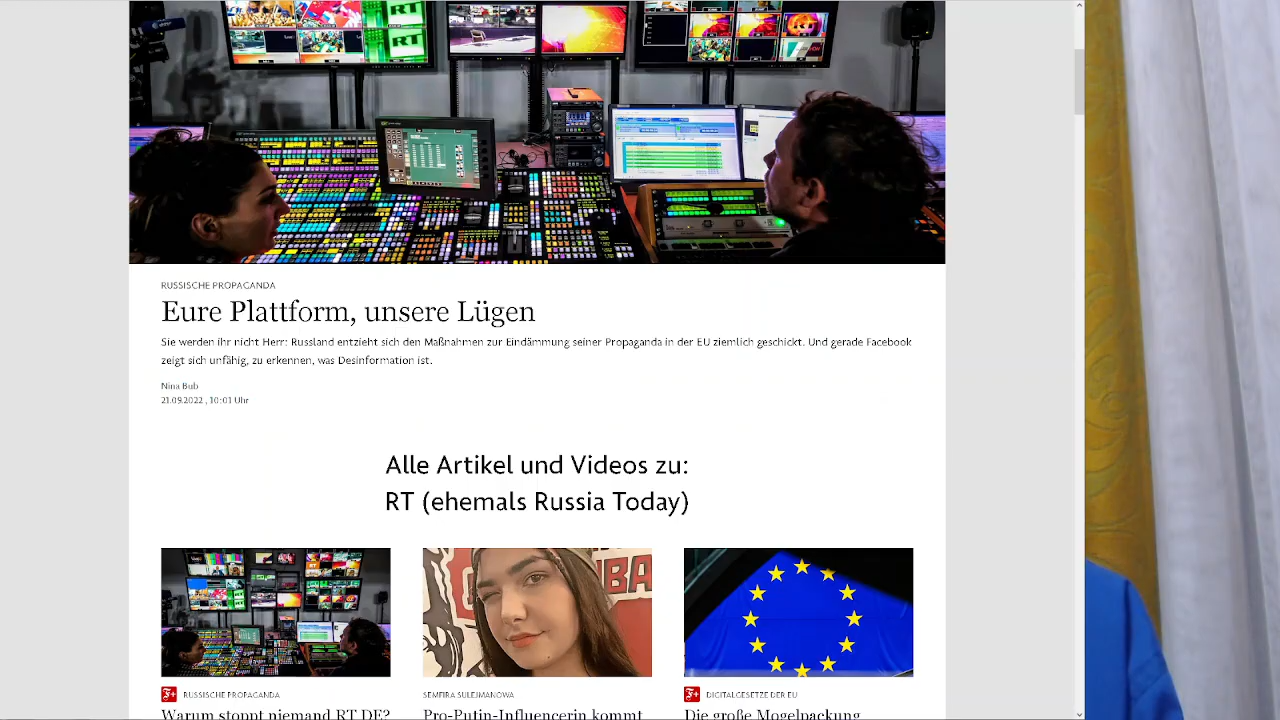 RT
RT
RUSSISCHE PROPAGANDA
Eure Plattform, unsere Lügen
Sie werden ihr nicht Herr: Russland entzieht sich den Maßnahmen zur Eindämmung seiner Propaganda in der EU ziemlich geschickt. Und gerade Facebook
zeigt sich unfähig, zu erkennen, was Desinformation ist.
Nina Bub
21.09.2022 , 10:01 Uhr
Alle Artikel und Videos zu:
RT (ehemals Russia Today)
F+ RUSSISCHE PROPAGANDA
Warum stoppt niemand RT DE?
SEMFIRA SULEJMANOWA
Pro-Putin-Influencerin kommt
F+ DIGITALGESETZE DER EU
Die große Mogelpackung